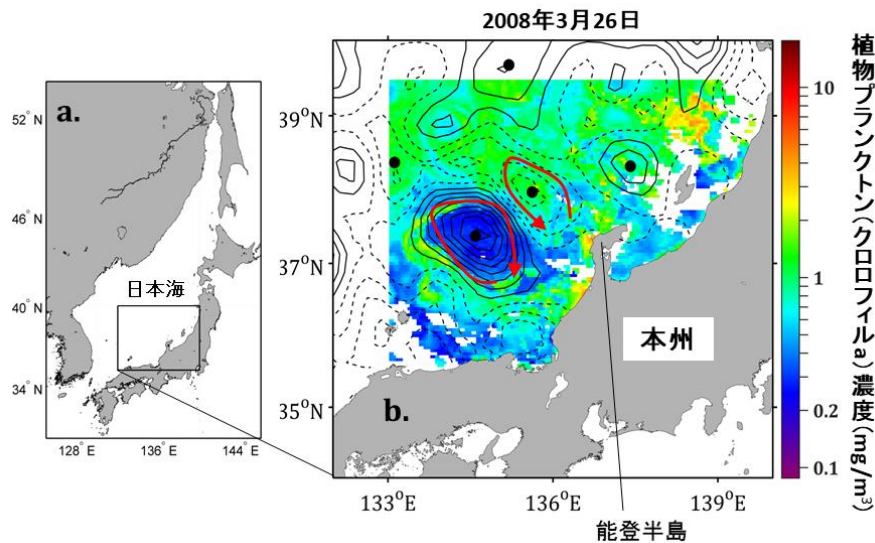 2008年3月26日
a.
52° N
46° N
40° N
34° N
128° E
136° E
144° E
日本海
39°N
37°N
35°N
133°E
136°E
139°E
b.
本州
能登半島
10
1
0.2
0.1
植物プランクトン(クロロフィルa)濃度(mg/m³)